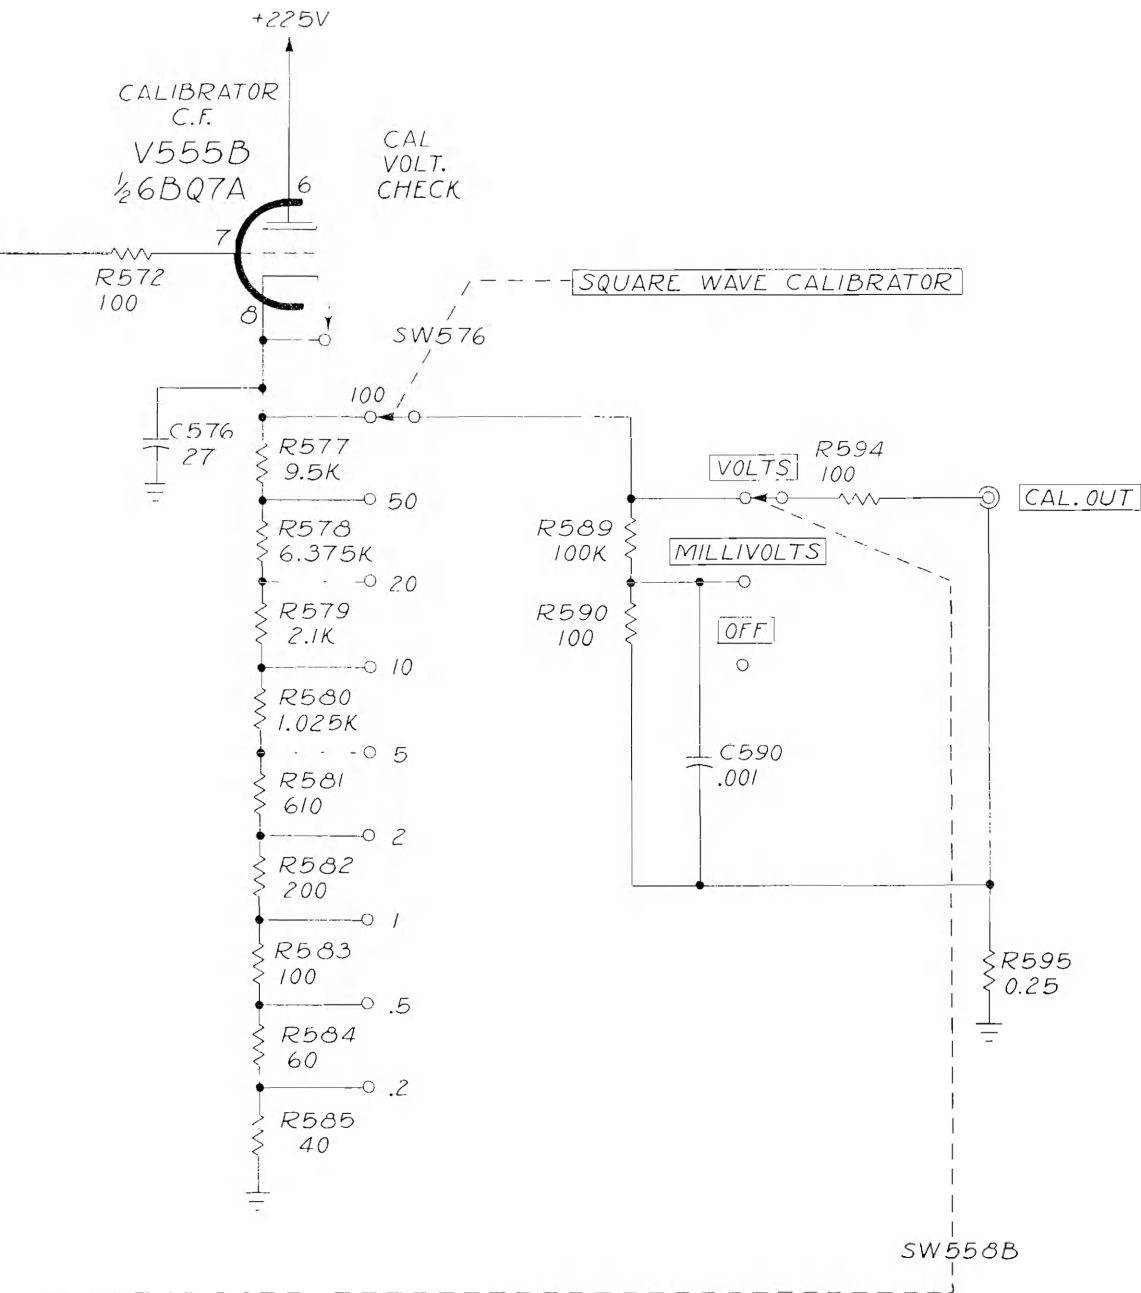 +225V
CALIBRATOR
C.F.
V555B
½6BQ7A
CAL
VOLT.
CHECK
6
7
8
R572
100
SQUARE WAVE CALIBRATOR
SW576
100
C576
27
R577
9.5K
50
R578
6.375K
20
R579
2.1K
10
R580
1.025K
5
R581
610
2
R582
200
1
R583
100
.5
R584
60
.2
R585
40
VOLTS
R594
100
CAL. OUT
R589
100K
MILLIVOLTS
R590
100
OFF
C590
.001
R595
0.25
SW558B